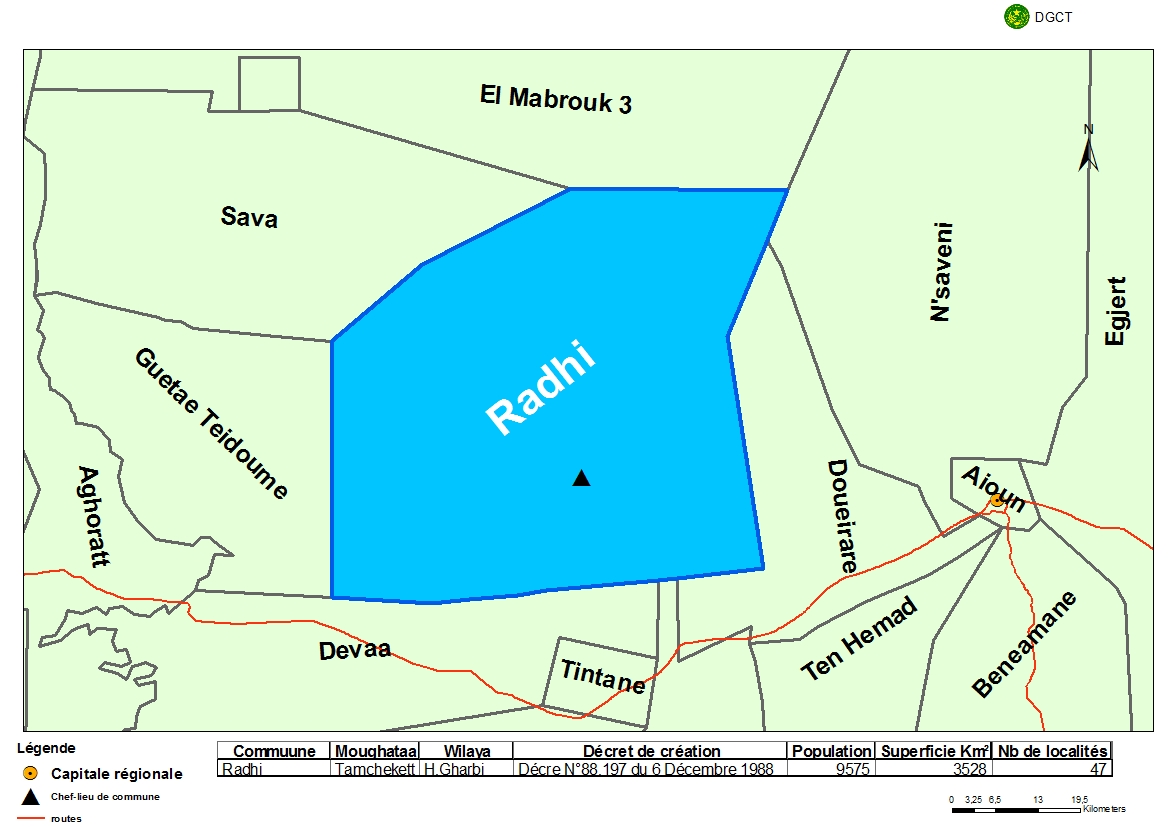 DGCT
El Mabrouk 3
N
Sava
N'saveni
Egjert
Guetae Teidoume
Radhi
Aghoratt
Doueirare
Aioun
Devaa
Tintane
Ten Hemad
Beneamane
Légende
Capitale régionale
Chef-lieu de commune
routes
Commuune Moughataa Wilaya Décret de création Population Superficie Km² Nb de localités
Radhi Tamchekett H.Gharbi Décre N°88.197 du 6 Décembre 1988 9575 3528 47
0 3,25 6,5 13 19,5
Kilometers